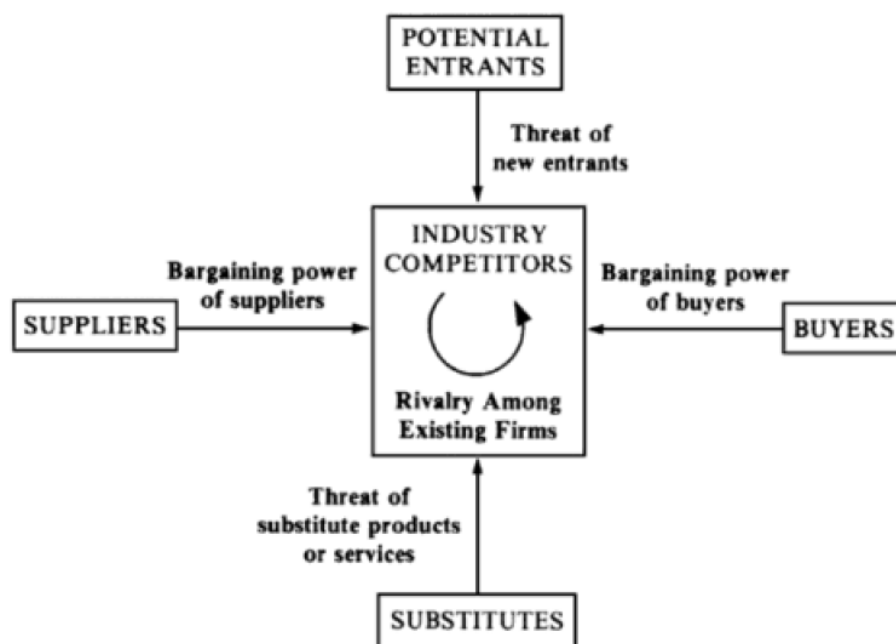 POTENTIAL
ENTRANTS
Threat of
new entrants
INDUSTRY
COMPETITORS
Bargaining power
of suppliers
Bargaining power
of buyers
SUPPLIERS
BUYERS
Rivalry Among
Existing Firms
Threat of
substitute products
or services
SUBSTITUTES